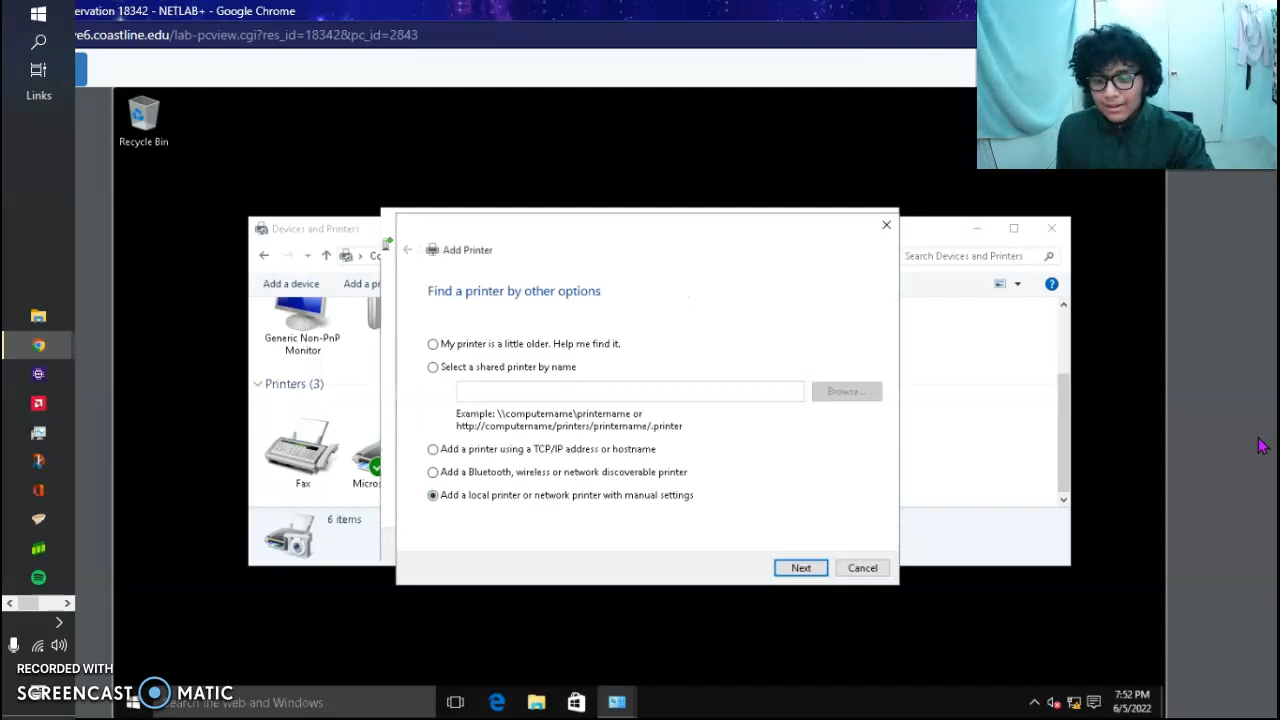 ervation 18342 - NETLAB+ - Google Chrome
ve6.coastline.edu/lab-pcview.cgi?res_id=18342&pc_id=2843
Links
Recycle Bin
Devices and Printers
Co
Search Devices and Printers
Add a device
Add a pr
Generic Non-PnP
Monitor
Printers (3)
Fax
Micros
6 items
Add Printer
Find a printer by other options
My printer is a little older. Help me find it.
Select a shared printer by name
Browse...
Example: \\computername\printername or
http://computername/printers/printername/.printer
Add a printer using a TCP/IP address or hostname
Add a Bluetooth, wireless or network discoverable printer
Add a local printer or network printer with manual settings
Next
Cancel
RECORDED WITH
SCREENCAST MATIC
Search the web and Windows
7:52 PM
6/5/2022